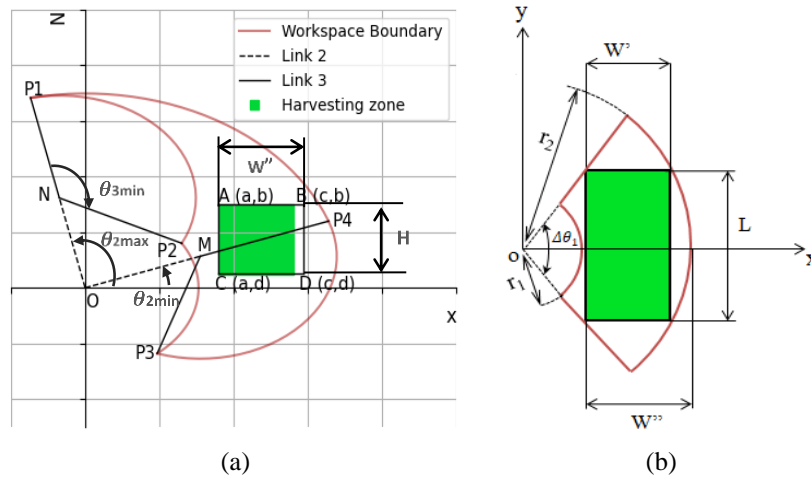 N
P1
Workspace Boundary
Link 2
Link 3
Harvesting zone
W"
N
θ3min
A (a,b)
B (c,b)
P4
θ2max
P2
M
H
O
θ2min
C (a,d)
D (c,d)
X
P3
(a)
y
W'
r2
L
Δθ1
o
x
r1
W"
(b)